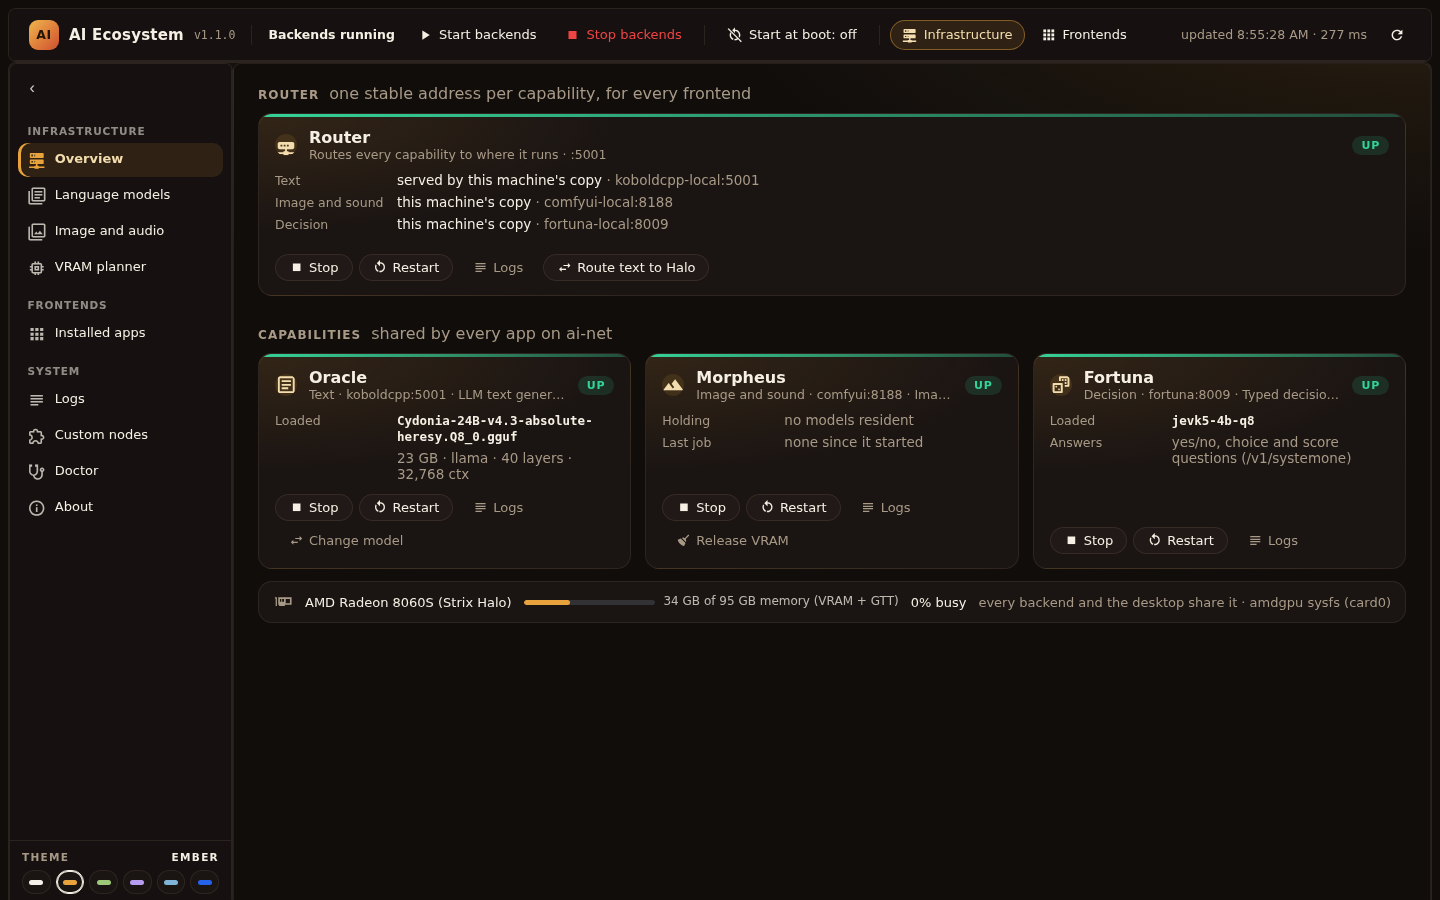 AI AI Ecosystem v1.1.0 Backends running Start backends Stop backends Start at boot: off Infrastructure Frontends updated 8:55:28 AM · 277 ms
‹
INFRASTRUCTURE
Overview
Language models
Image and audio
VRAM planner
FRONTENDS
Installed apps
SYSTEM
Logs
Custom nodes
Doctor
About
THEME EMBER
ROUTER one stable address per capability, for every frontend
Router
Routes every capability to where it runs · :5001
UP
Text served by this machine's copy · koboldcpp-local:5001
Image and sound this machine's copy · comfyui-local:8188
Decision this machine's copy · fortuna-local:8009
Stop Restart Logs Route text to Halo
CAPABILITIES shared by every app on ai-net
Oracle
Text · koboldcpp:5001 · LLM text gener…
UP
Loaded Cydonia-24B-v4.3-absolute-
heresy.Q8_0.gguf
23 GB · llama · 40 layers ·
32,768 ctx
Stop Restart Logs
Change model
Morpheus
Image and sound · comfyui:8188 · Ima…
UP
Holding no models resident
Last job none since it started
Stop Restart Logs
Release VRAM
Fortuna
Decision · fortuna:8009 · Typed decisio…
UP
Loaded jevk5-4b-q8
Answers yes/no, choice and score
questions (/v1/systemone)
Stop Restart Logs
AMD Radeon 8060S (Strix Halo) 34 GB of 95 GB memory (VRAM + GTT) 0% busy every backend and the desktop share it · amdgpu sysfs (card0)